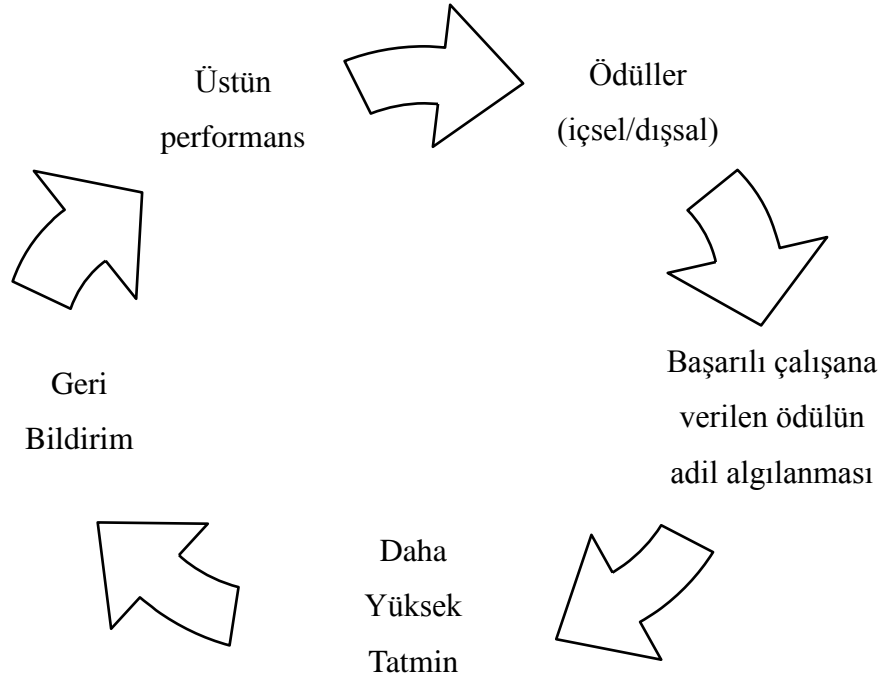 Üstün
performans
Ödüller
(içsel/dışsal)
Başarılı çalışana
verilen ödülün
adil algılanması
Daha
Yüksek
Tatmin
Geri
Bildirim